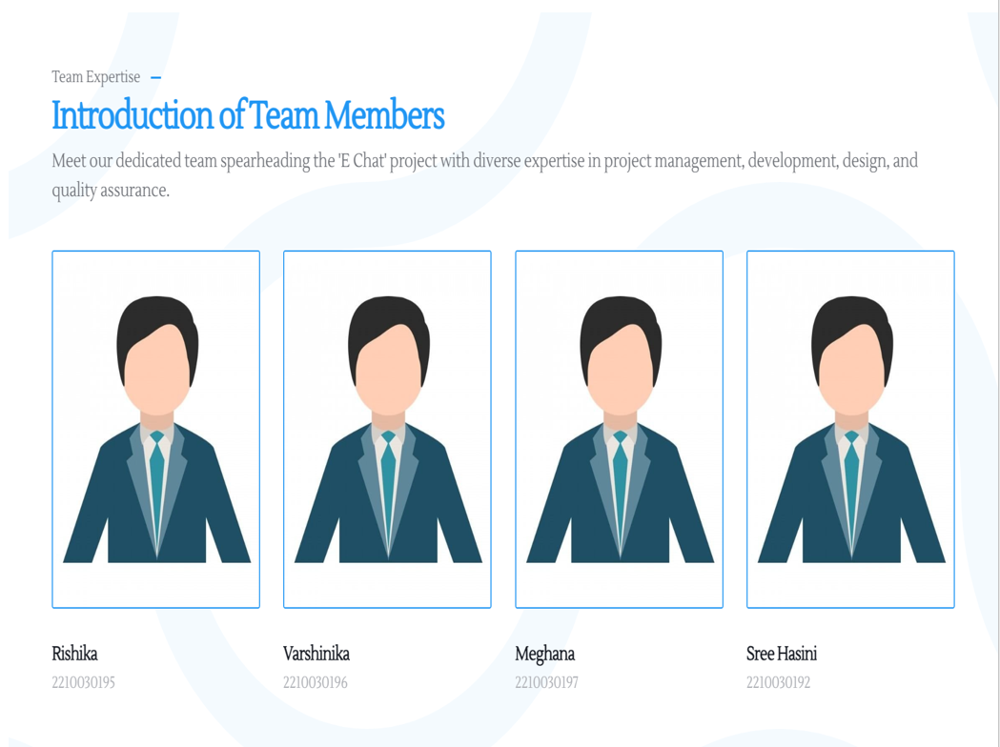 Team Expertise
Introduction of Team Members
Meet our dedicated team spearheading the 'E Chat' project with diverse expertise in project management, development, design, and
quality assurance.
Rishika
2210030195
Varshinika
2210030196
Meghana
2210030197
Sree Hasini
2210030192